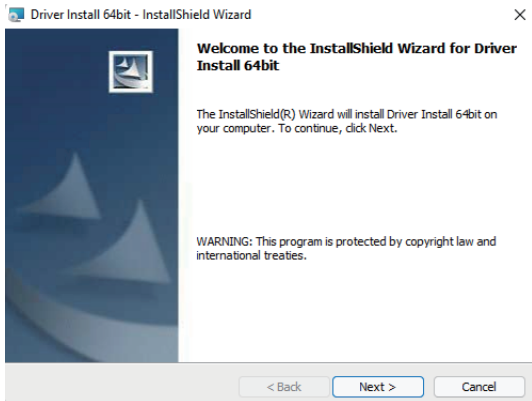 Driver Install 64bit - InstallShield Wizard
Welcome to the InstallShield Wizard for Driver
Install 64bit
The InstallShield(R) Wizard will install Driver Install 64bit on
your computer. To continue, click Next.
WARNING: This program is protected by copyright law and
international treaties.
< Back
Next >
Cancel